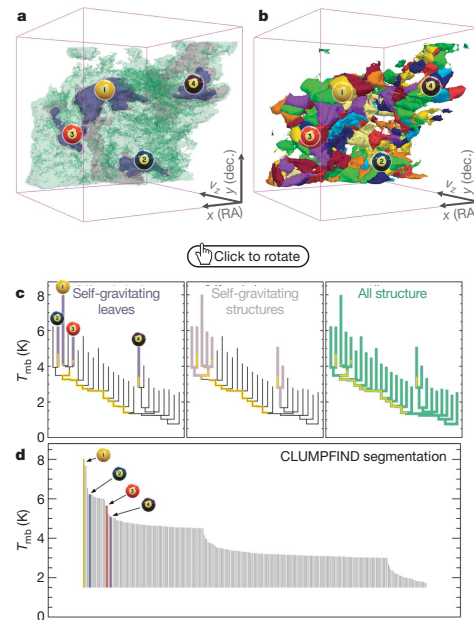 a
b
1
4
3
2
1
4
3
2
v_z
y (dec.)
x (RA)
v_z
y (dec.)
x (RA)
Click to rotate
c
Self-gravitating
leaves
Self-gravitating
structures
All structure
1
2
3
4
8
6
4
2
0
T_mb (K)
d
CLUMPFIND segmentation
1
2
3
4
8
6
4
2
0
T_mb (K)